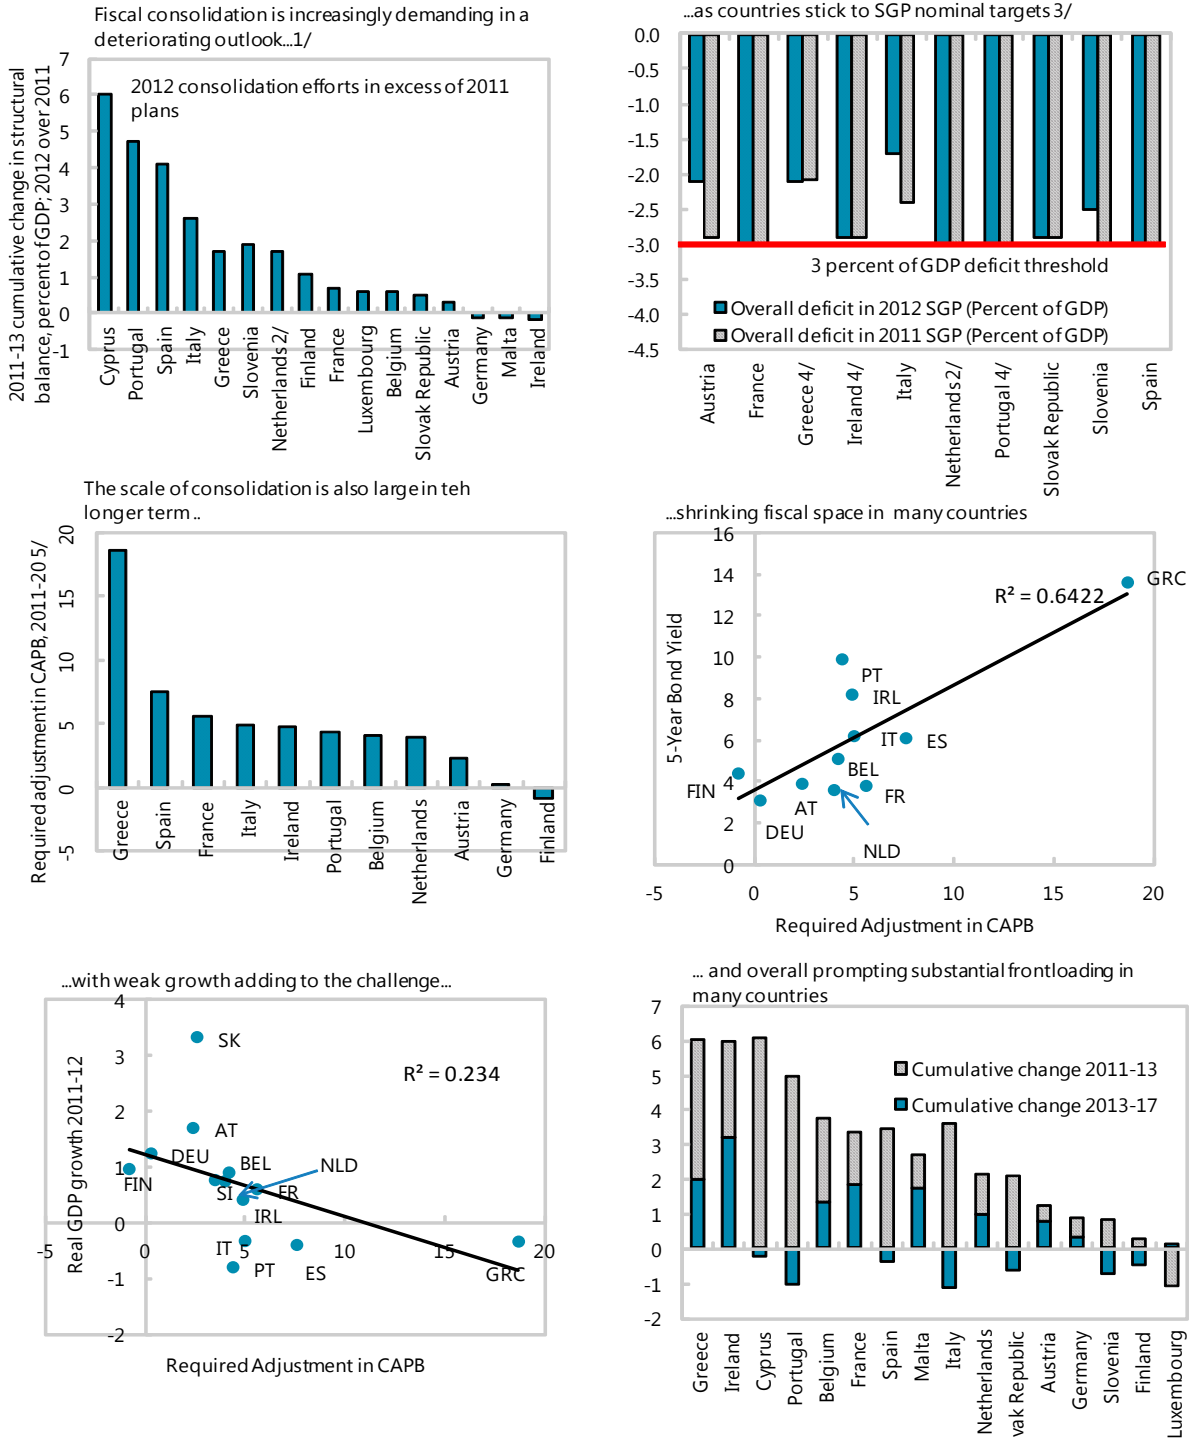 Fiscal consolidation is increasingly demanding in a
deteriorating outlook...1/
2011-13 cumulative change in structural
balance, percent of GDP; 2012 over 2011
7
6
5
4
3
2
1
0
-1
2012 consolidation efforts in excess of 2011
plans
Cyprus
Portugal
Spain
Italy
Greece
Slovenia
Netherlands 2/
Finland
France
Luxembourg
Belgium
Slovak Republic
Austria
Germany
Malta
Ireland
...as countries stick to SGP nominal targets 3/
0.0
-0.5
-1.0
-1.5
-2.0
-2.5
-3.0
-3.5
-4.0
-4.5
3 percent of GDP deficit threshold
Overall deficit in 2012 SGP (Percent of GDP)
Overall deficit in 2011 SGP (Percent of GDP)
Austria
France
Greece 4/
Ireland 4/
Italy
Netherlands 2/
Portugal 4/
Slovak Republic
Slovenia
Spain
The scale of consolidation is also large in teh
longer term ..
Required adjustment in CAPB, 2011-20 5/
20
15
10
5
0
-5
Greece
Spain
France
Italy
Ireland
Portugal
Belgium
Netherlands
Austria
Germany
Finland
...shrinking fiscal space in many countries
5-Year Bond Yield
16
14
12
10
8
6
4
2
0
R² = 0.6422
GRC
PT
IRL
IT
ES
BEL
FIN
AT
FR
DEU
NLD
-5
0
5
10
15
20
Required Adjustment in CAPB
...with weak growth adding to the challenge...
Real GDP growth 2011-12
4
3
2
1
0
-1
-2
SK
R² = 0.234
AT
DEU
BEL
NLD
FIN
SI
FR
IRL
IT
PT
ES
GRC
-5
0
5
10
15
20
Required Adjustment in CAPB
... and overall prompting substantial frontloading in
many countries
7
6
5
4
3
2
1
0
-1
-2
Cumulative change 2011-13
Cumulative change 2013-17
Greece
Ireland
Cyprus
Portugal
Belgium
France
Spain
Malta
Italy
Netherlands
vak Republic
Austria
Germany
Slovenia
Finland
Luxembourg